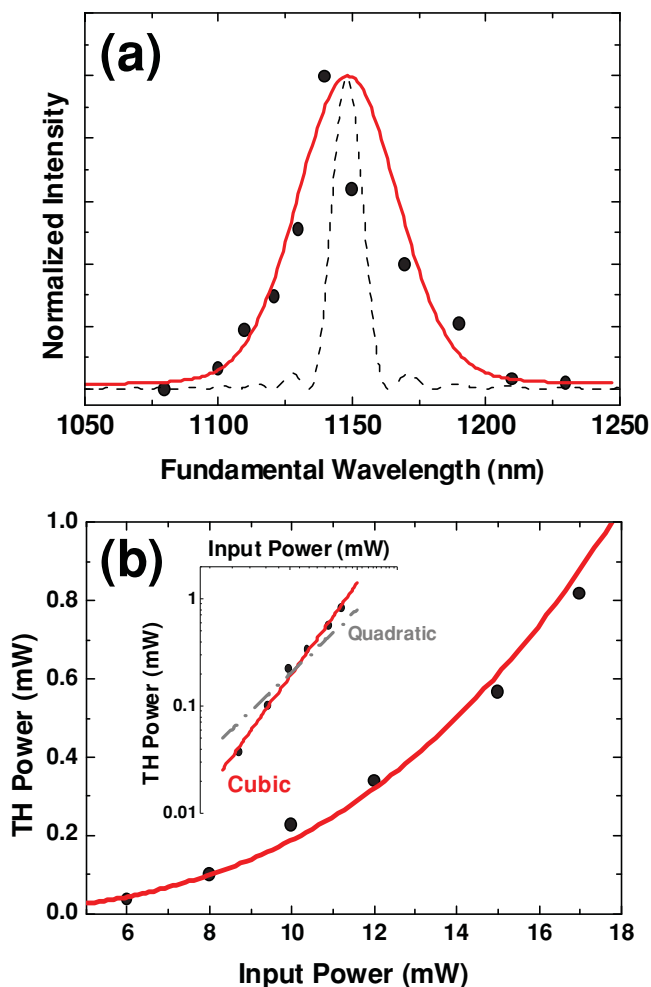 (a)
Normalized Intensity
1050 1100 1150 1200 1250
Fundamental Wavelength (nm)
(b)
1.0
0.8
0.6
0.4
0.2
0.0
TH Power (mW)
Input Power (mW)
1
0.1
0.01
TH Power (mW)
Quadratic
Cubic
6 8 10 12 14 16 18
Input Power (mW)